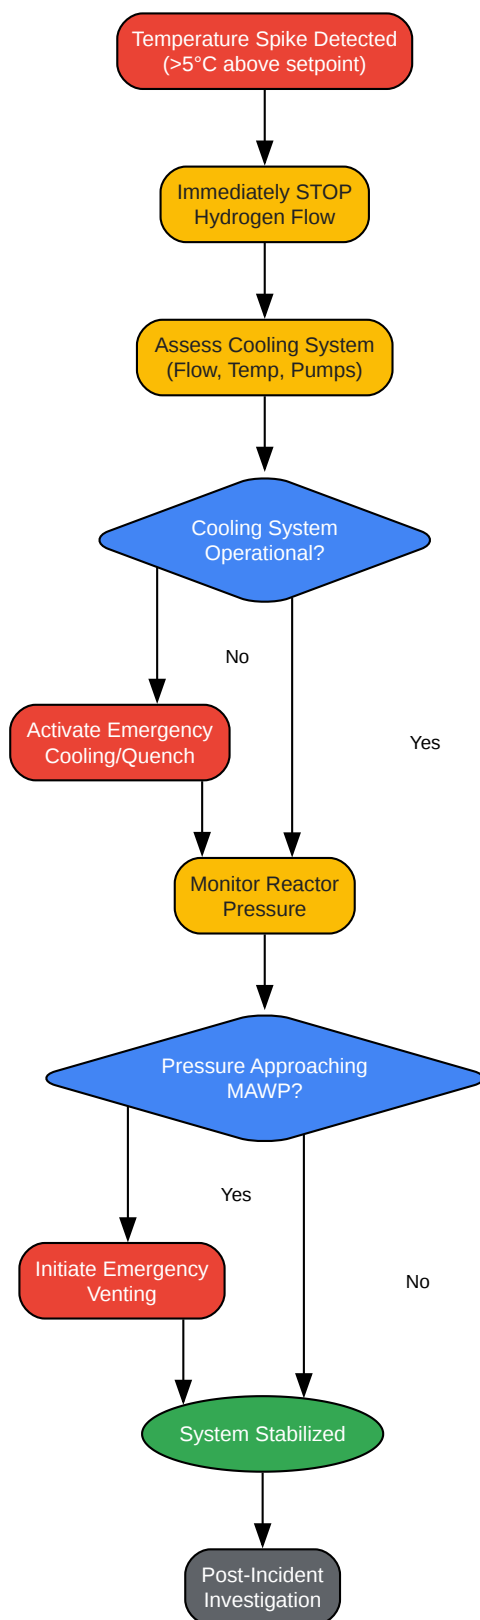 Temperature Spike Detected
(>5°C above setpoint)
Immediately STOP
Hydrogen Flow
Assess Cooling System
(Flow, Temp, Pumps)
Cooling System
Operational?
No
Activate Emergency
Cooling/Quench
Yes
Monitor Reactor
Pressure
Pressure Approaching
MAWP?
Yes
Initiate Emergency
Venting
No
System Stabilized
Post-Incident
Investigation